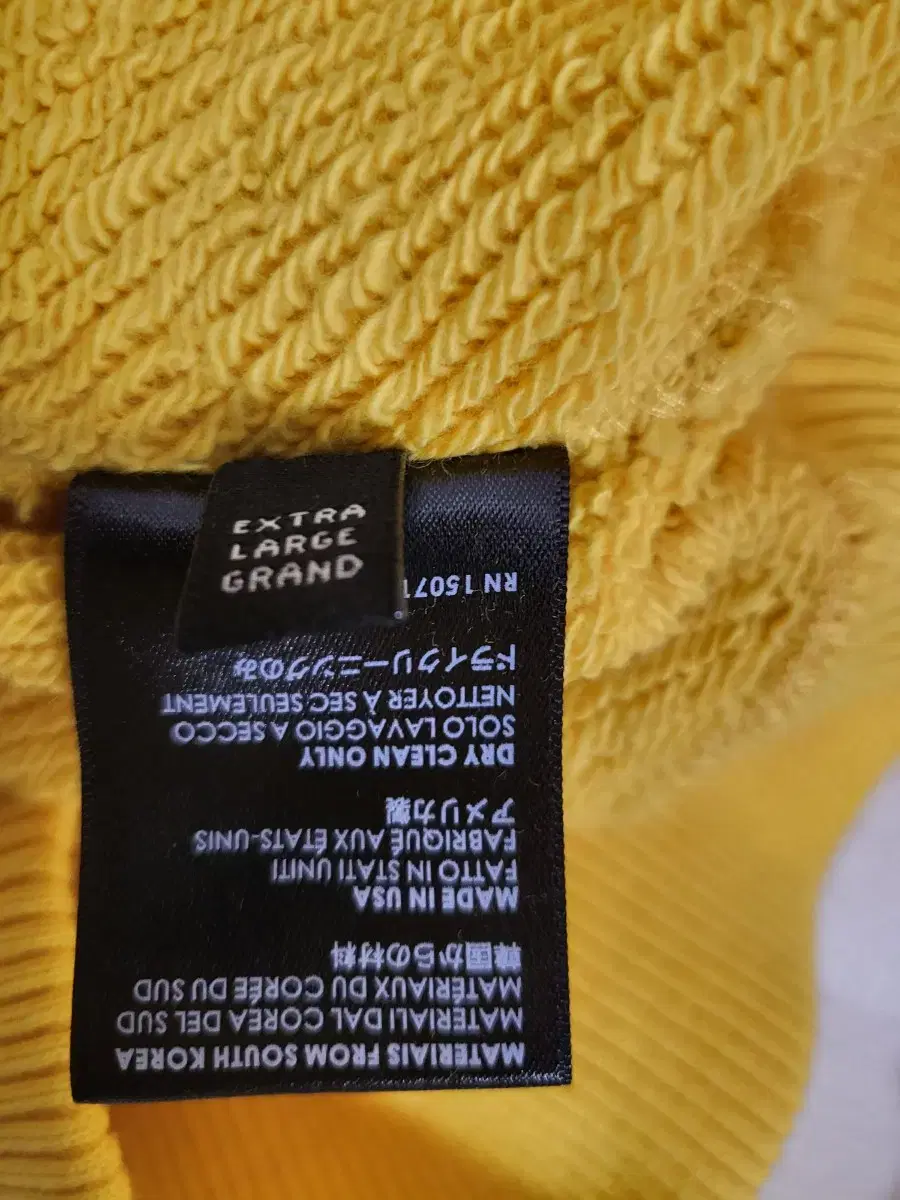 EXTRA
LARGE
GRAND
MATERIAIS FROM SOUTH KOREA
MATERIALI DAL COREA DEL SUD
MATÉRIAUX DU CORÉE DU SUD
韓国からの材料
MADE IN USA
FATTO IN STATI UNITI
FABRIQUÉ AUX ÉTATS-UNIS
アメリカ製
DRY CLEAN ONLY
SOLO LAVAGGIO A SECCO
NETTOYER À SEC SEULEMENT
ドライクリーニングのみ
RN 15071